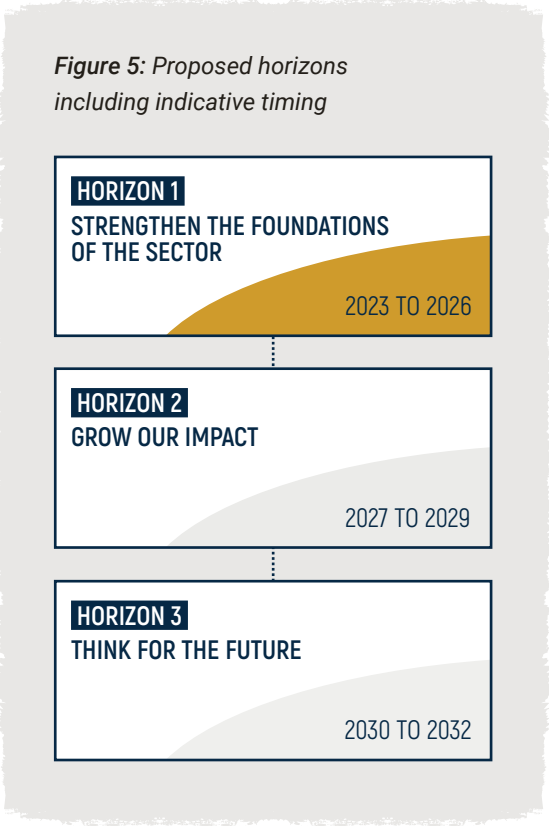 Figure 5: Proposed horizons
including indicative timing
HORIZON 1
STRENGTHEN THE FOUNDATIONS
OF THE SECTOR
2023 TO 2026
HORIZON 2
GROW OUR IMPACT
2027 TO 2029
HORIZON 3
THINK FOR THE FUTURE
2030 TO 2032